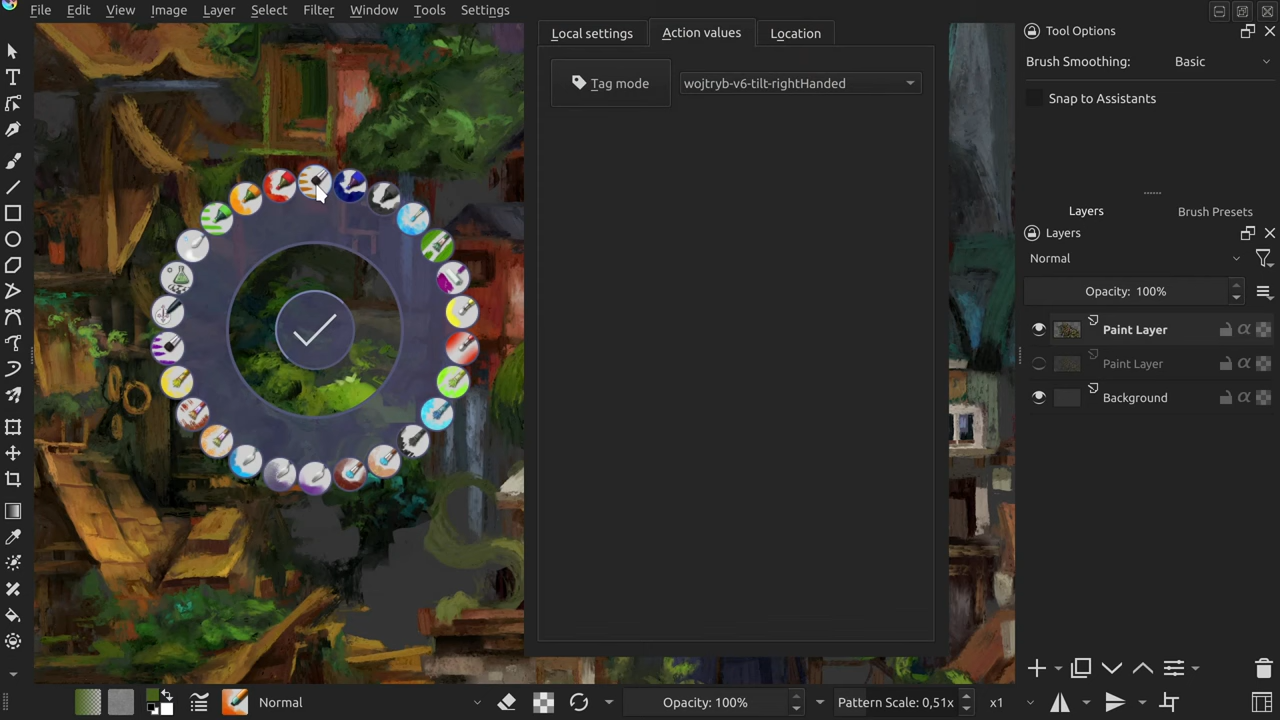 File Edit View Image Layer Select Filter Window Tools Settings
Local settings Action values Location
Tag mode wojtryb-v6-tilt-rightHanded
Tool Options
Brush Smoothing: Basic
Snap to Assistants
Layers Brush Presets
Layers
Normal
Opacity: 100%
Paint Layer
Paint Layer
Background
Normal Opacity: 100% Pattern Scale: 0,51x x1